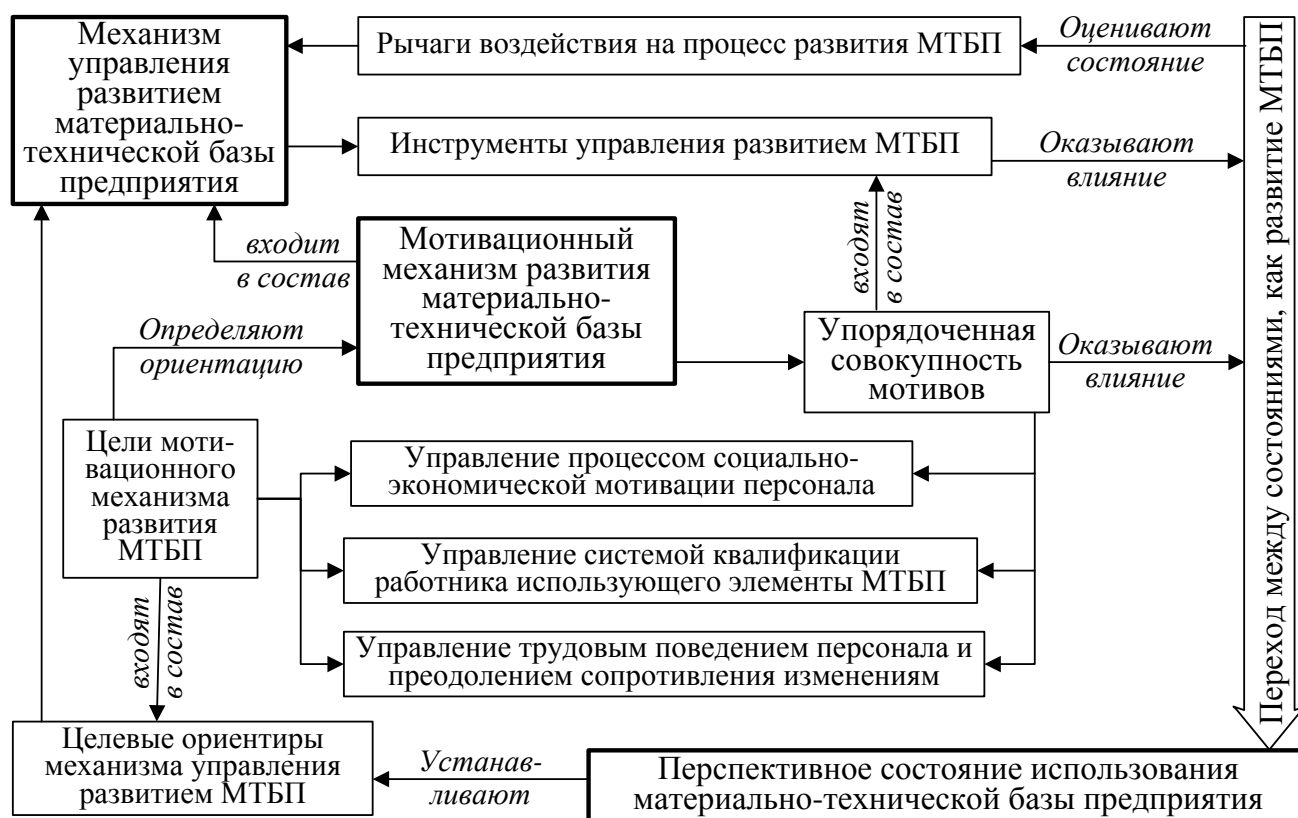 Механизм
управления
развитием
материально-
технической базы
предприятия
Рычаги воздействия на процесс развития МТБП
Оценивают
состояние
Инструменты управления развитием МТБП
Оказывают
влияние
входит
в состав
Мотивационный
механизм развития
материально-
технической базы
предприятия
входят
в состав
Определяют
ориентацию
Упорядоченная
совокупность
мотивов
Оказывают
влияние
Переход между состояниями, как развитие МТБП
Цели моти-
вационного
механизма
развития
МТБП
Управление процессом социально-
экономической мотивации персонала
Управление системой квалификации
работника использующего элементы МТБП
Управление трудовым поведением персонала и
преодолением сопротивления изменениям
входят
в состав
Целевые ориентиры
механизма управления
развитием МТБП
Устанав-
ливают
Перспективное состояние использования
материально-технической базы предприятия